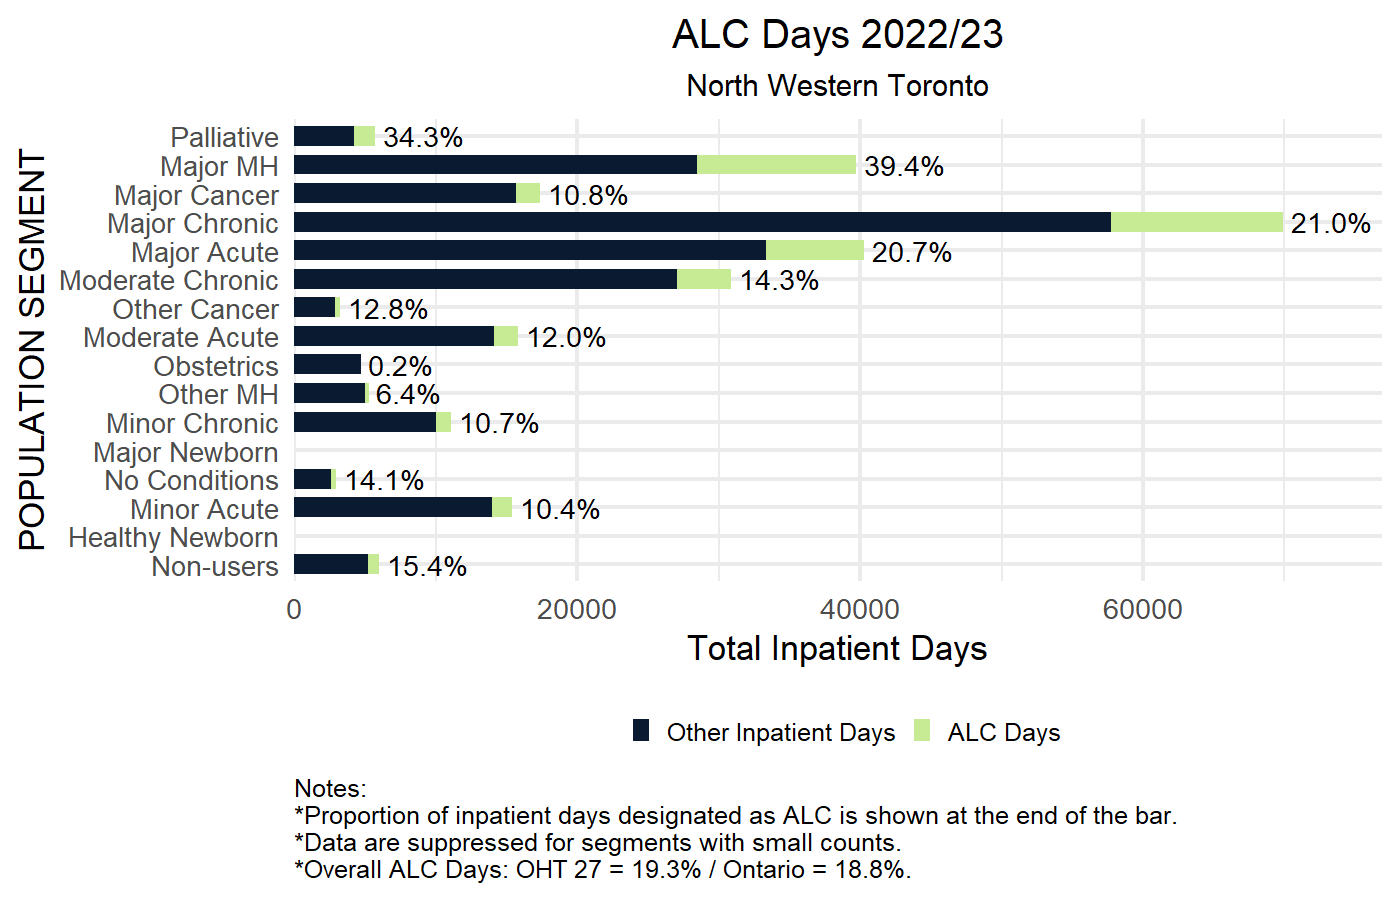 ALC Days 2022/23
North Western Toronto
POPULATION SEGMENT
Palliative 34.3%
Major MH 39.4%
Major Cancer 10.8%
Major Chronic 21.0%
Major Acute 20.7%
Moderate Chronic 14.3%
Other Cancer 12.8%
Moderate Acute 12.0%
Obstetrics 0.2%
Other MH 6.4%
Minor Chronic 10.7%
Major Newborn
No Conditions 14.1%
Minor Acute 10.4%
Healthy Newborn
Non-users 15.4%
0 20000 40000 60000
Total Inpatient Days
Other Inpatient Days ALC Days
Notes:
*Proportion of inpatient days designated as ALC is shown at the end of the bar.
*Data are suppressed for segments with small counts.
*Overall ALC Days: OHT 27 = 19.3% / Ontario = 18.8%.